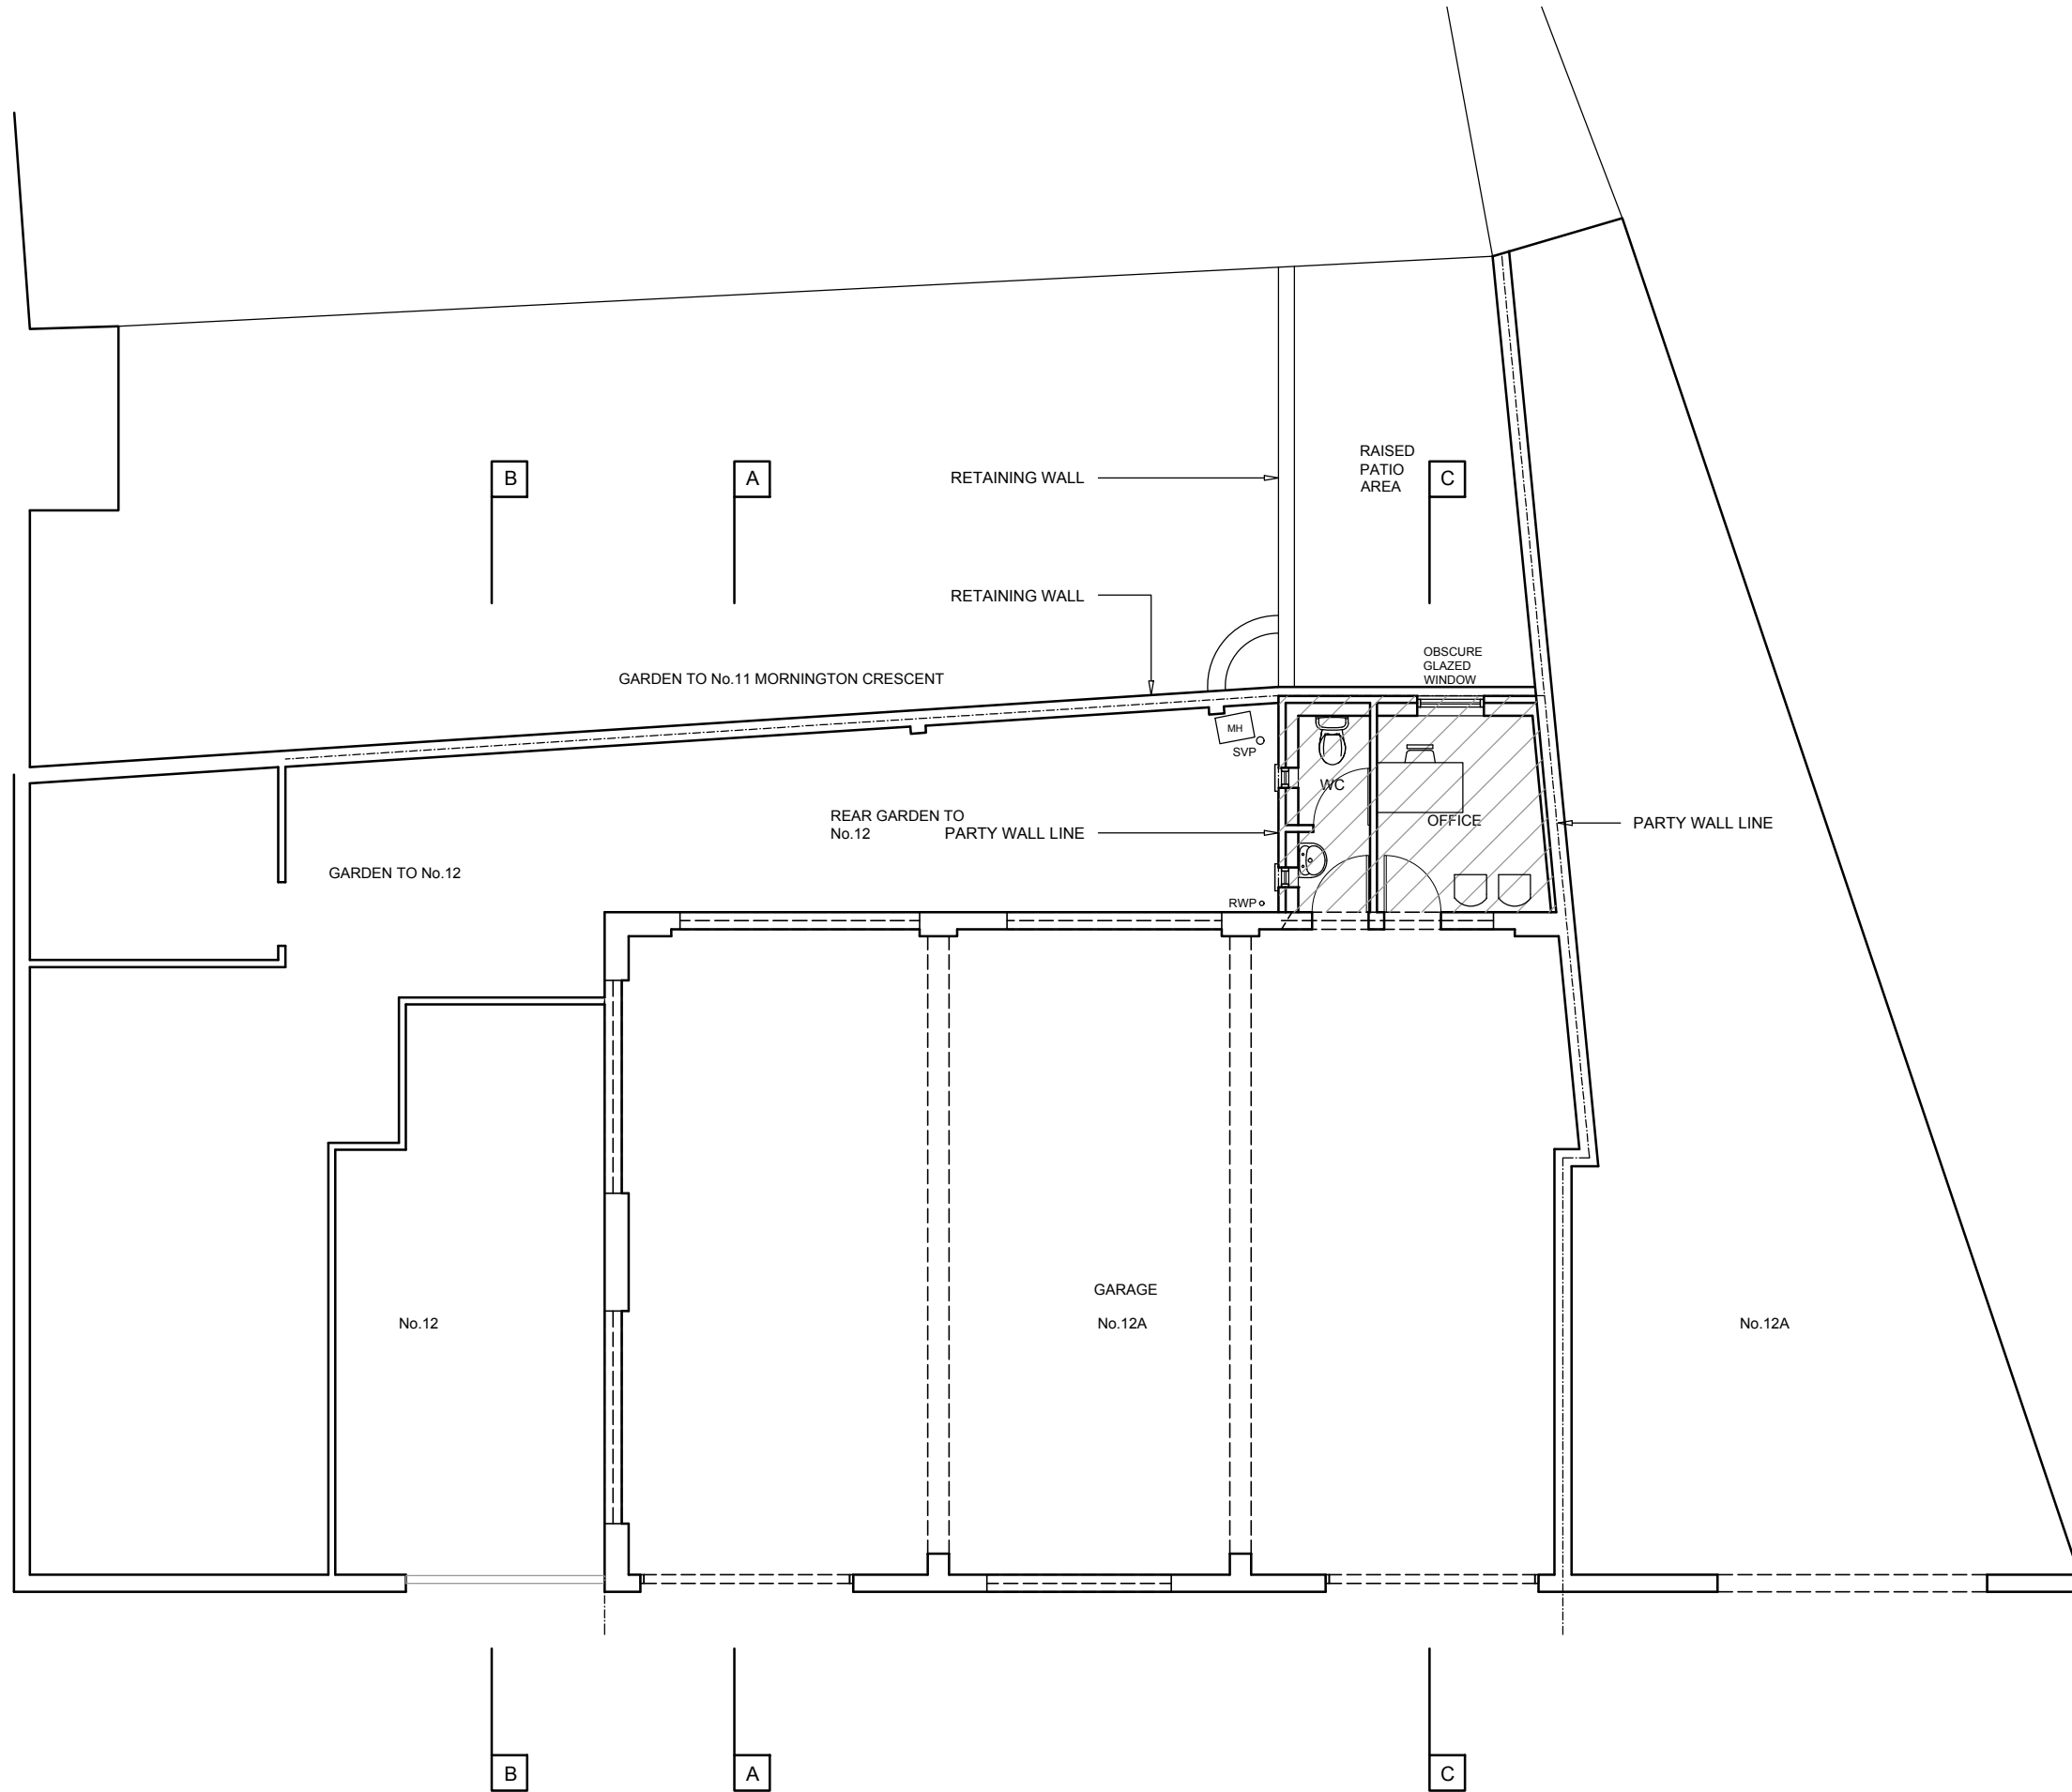 RAISED
PATIO
AREA
B
A
C
RETAINING WALL
RETAINING WALL
OBSCURE
GLAZED
WINDOW
GARDEN TO No.11 MORNINGTON CRESCENT
MH
SVP
WC
REAR GARDEN TO
No.12
PARTY WALL LINE
OFFICE
PARTY WALL LINE
GARDEN TO No.12
RWP
GARAGE
No.12A
No.12
No.12A
B
A
C